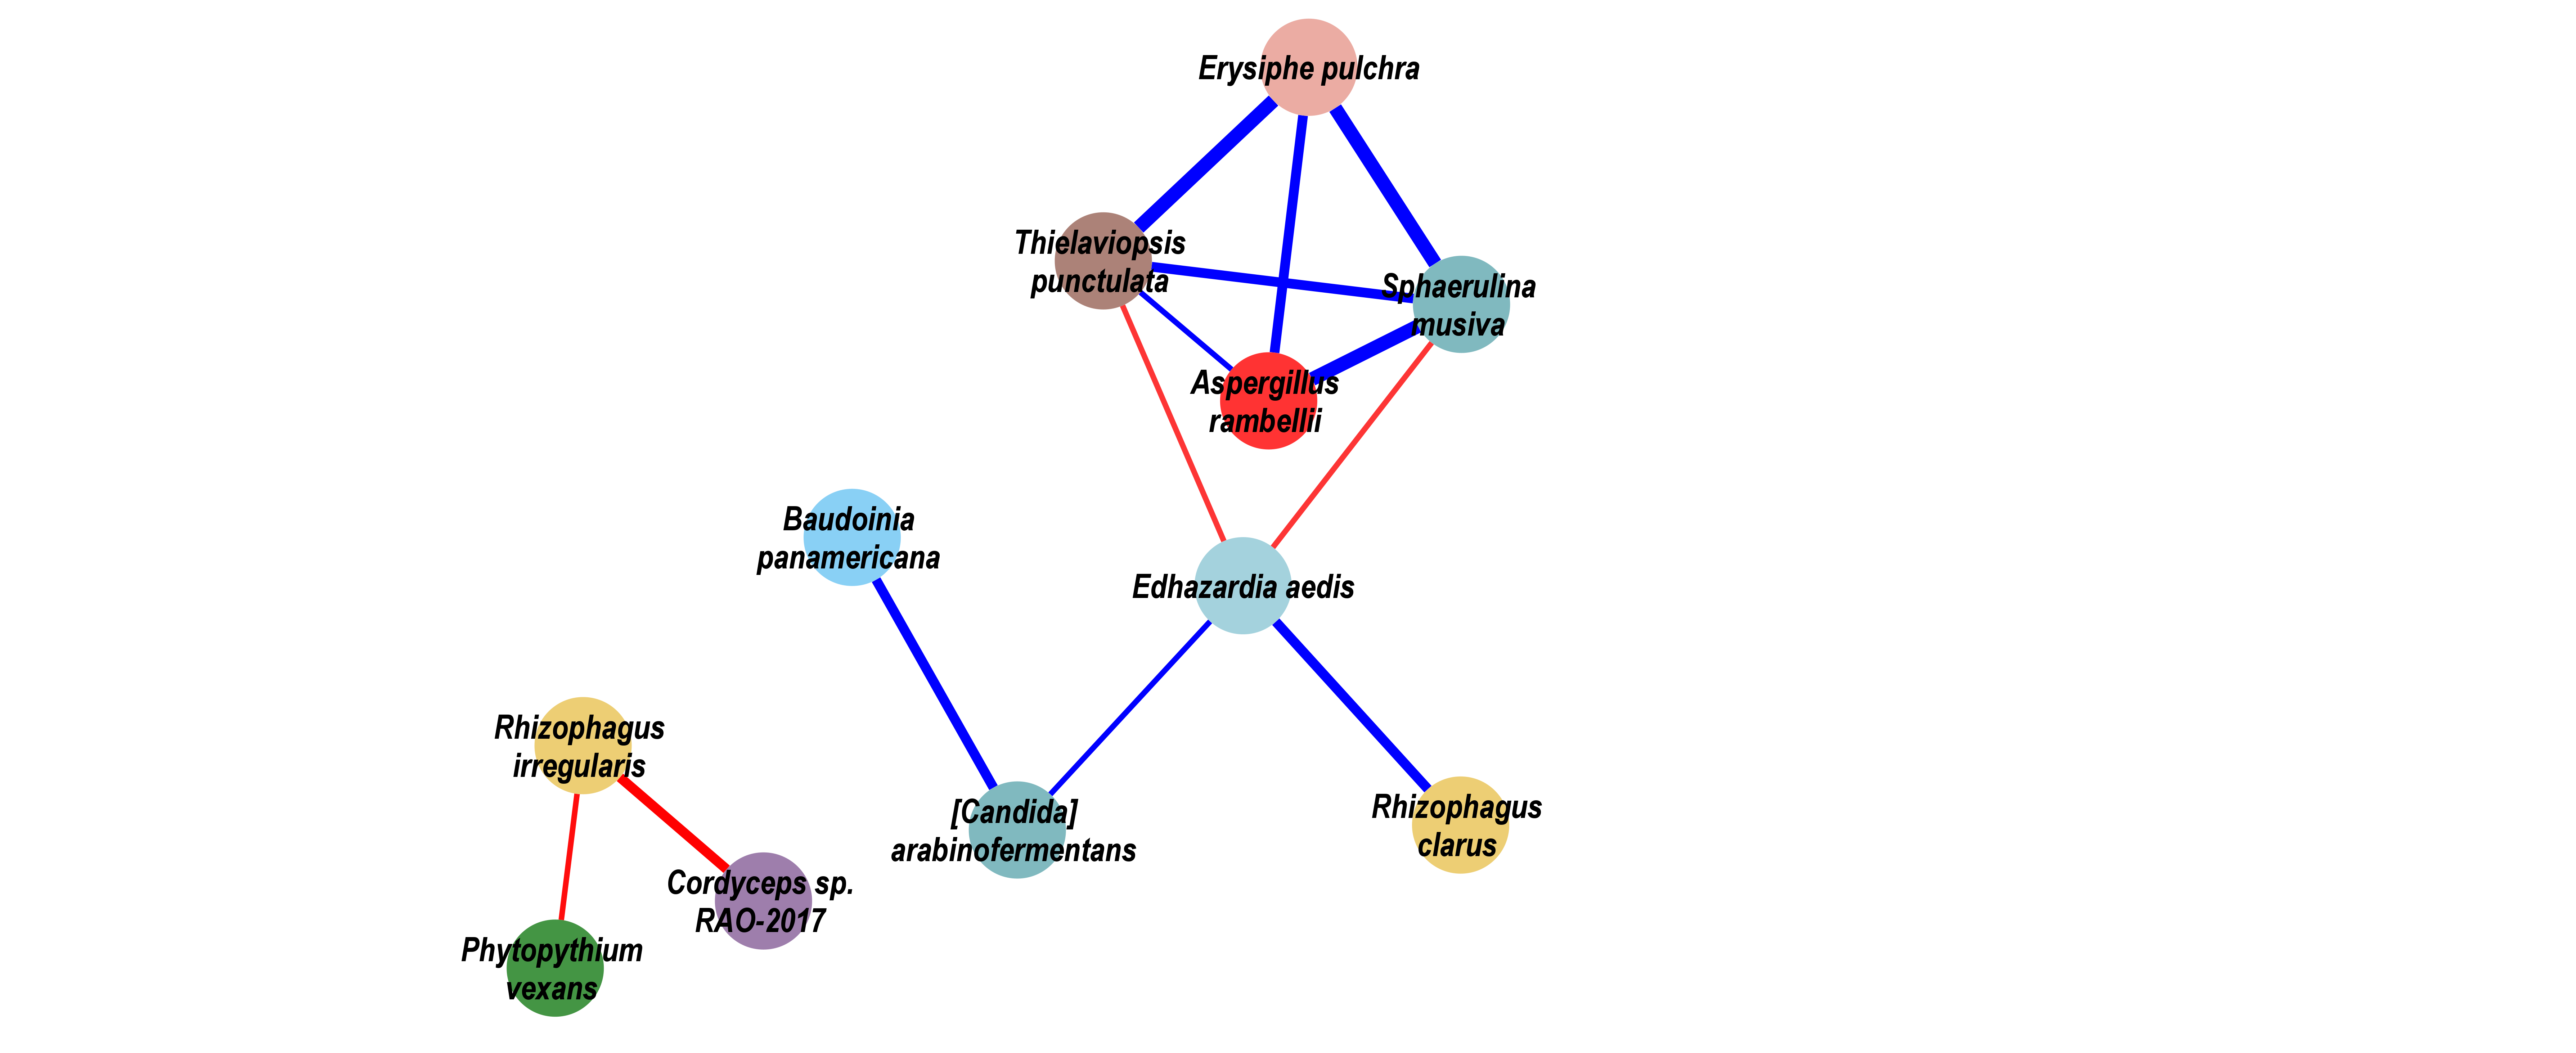 Erysiphe pulchra
Thielaviopsis
punctulata
Sphaerulina
musiva
Aspergillus
rambellii
Baudoinia
panamericana
Edhazardia aedis
Rhizophagus
irregularis
[Candida]
arabinofermentans
Rhizophagus
clarus
Cordyceps sp.
RAO-2017
Phytopythium
vexans